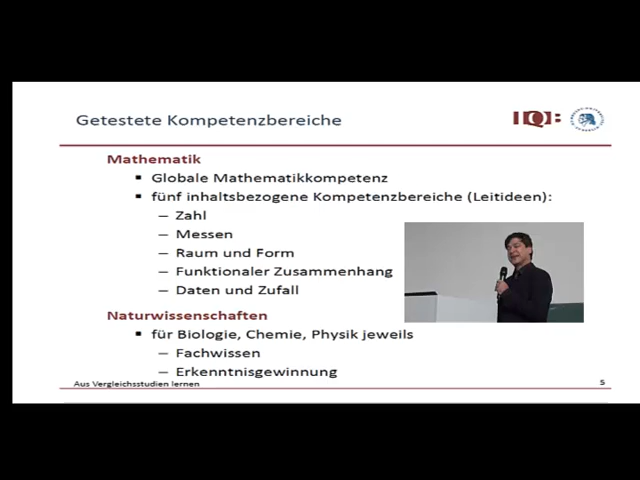 Getestete Kompetenzbereiche
IQB
Mathematik
▪ Globale Mathematikkompetenz
▪ fünf inhaltsbezogene Kompetenzbereiche (Leitideen):
– Zahl
– Messen
– Raum und Form
– Funktionaler Zusammenhang
– Daten und Zufall
Naturwissenschaften
▪ für Biologie, Chemie, Physik jeweils
– Fachwissen
– Erkenntnisgewinnung
Aus Vergleichsstudien lernen
5